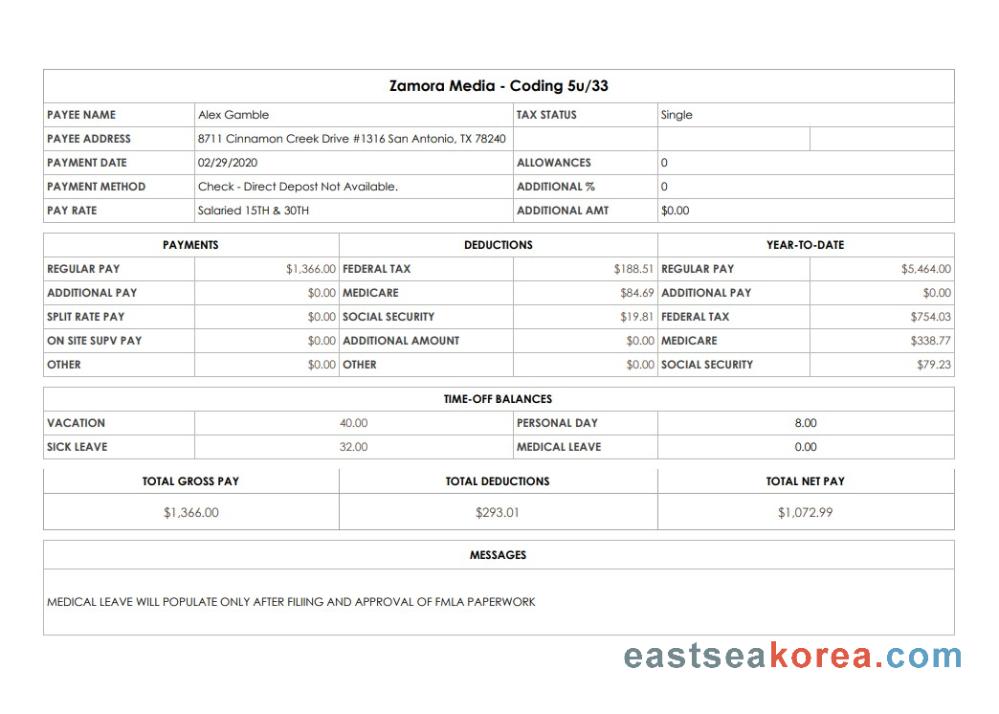 Zamora Media - Coding 5u/33
PAYEE NAME Alex Gamble TAX STATUS Single
PAYEE ADDRESS 8711 Cinnamon Creek Drive #1316 San Antonio, TX 78240
PAYMENT DATE 02/29/2020 ALLOWANCES 0
PAYMENT METHOD Check - Direct Depost Not Available. ADDITIONAL % 0
PAY RATE Salaried 15TH & 30TH ADDITIONAL AMT $0.00
PAYMENTS DEDUCTIONS YEAR-TO-DATE
REGULAR PAY $1,366.00 FEDERAL TAX $188.51 REGULAR PAY $5,464.00
ADDITIONAL PAY $0.00 MEDICARE $84.69 ADDITIONAL PAY $0.00
SPLIT RATE PAY $0.00 SOCIAL SECURITY $19.81 FEDERAL TAX $754.03
ON SITE SUPV PAY $0.00 ADDITIONAL AMOUNT $0.00 MEDICARE $338.77
OTHER $0.00 OTHER $0.00 SOCIAL SECURITY $79.23
TIME-OFF BALANCES
VACATION 40.00 PERSONAL DAY 8.00
SICK LEAVE 32.00 MEDICAL LEAVE 0.00
TOTAL GROSS PAY TOTAL DEDUCTIONS TOTAL NET PAY
$1,366.00 $293.01 $1,072.99
MESSAGES
MEDICAL LEAVE WILL POPULATE ONLY AFTER FILIING AND APPROVAL OF FMLA PAPERWORK
eastseakorea.com